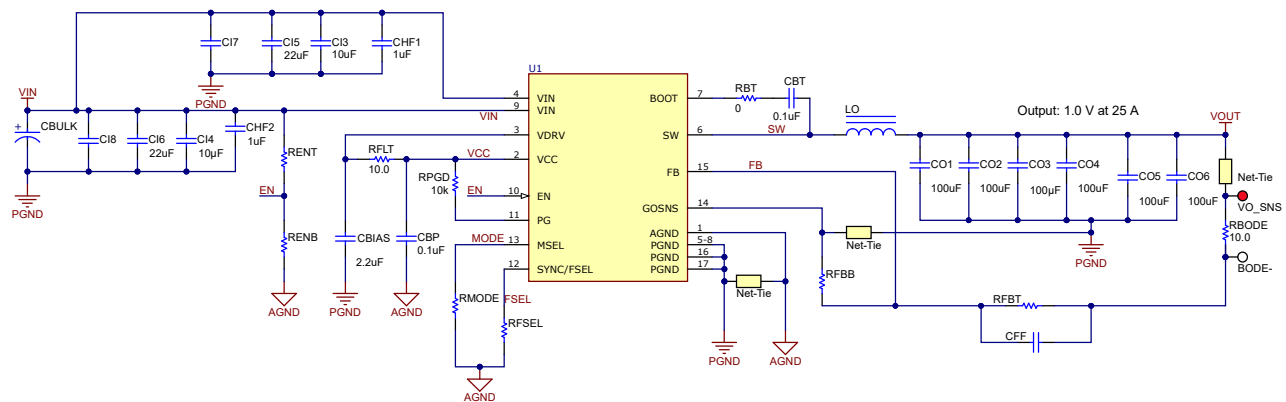 CI7
CI5
22uF
CI3
10uF
CHF1
1uF
PGND
VIN
CBULK
+
CI8
CI6
22uF
CI4
10µF
CHF2
1uF
PGND
RENT
EN
RENB
AGND
U1
4
VIN
9
VIN
VIN
3
VDRV
RFLT
10.0
VCC
2
VCC
RPGD
10k
EN
10
EN
11
PG
CBIAS
2.2uF
CBP
0.1uF
PGND
AGND
MODE
13
MSEL
12
SYNC/FSEL
RMODE
FSEL
RFSEL
AGND
BOOT
7
RBT
0
CBT
0.1uF
SW
6
SW
LO
Output: 1.0 V at 25 A
VOUT
FB
15
FB
GOSNS
14
AGND
1
PGND
5-8
PGND
16
PGND
17
Net-Tie
PGND
AGND
CO1
100uF
CO2
100uF
CO3
100µF
CO4
100uF
CO5
100uF
CO6
100uF
Net-Tie
PGND
RFBB
Net-Tie
VO_SNS
RBODE
10.0
BODE-
RFBT
CFF